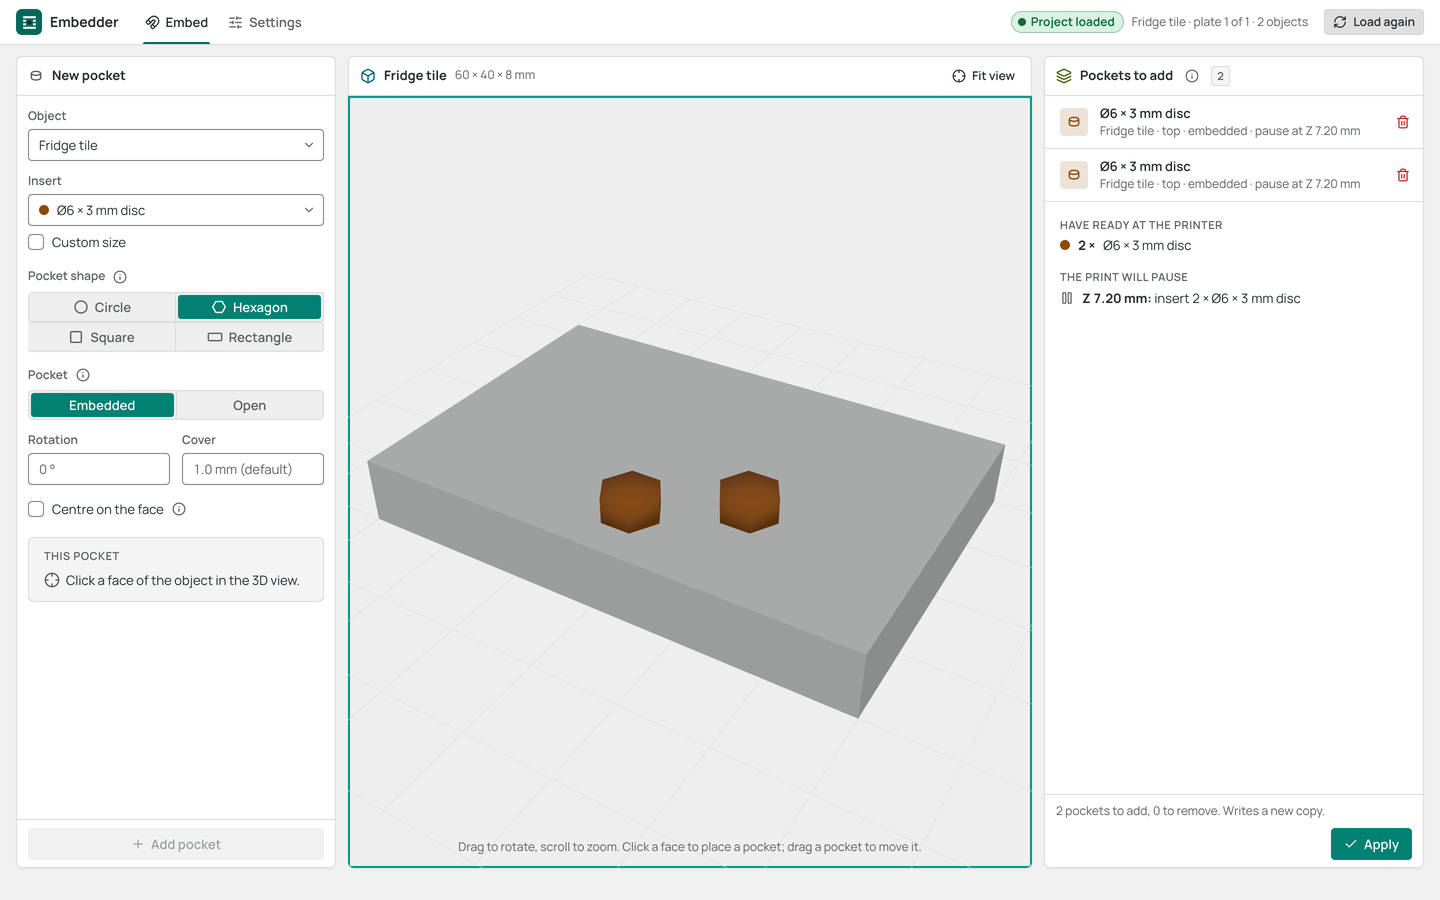 Embedder
Embed
Settings
Project loaded
Fridge tile · plate 1 of 1 · 2 objects
Load again
New pocket
Object
Fridge tile
Insert
Ø6 × 3 mm disc
Custom size
Pocket shape
Circle
Hexagon
Square
Rectangle
Pocket
Embedded
Open
Rotation
Cover
0 °
1.0 mm (default)
Centre on the face
THIS POCKET
Click a face of the object in the 3D view.
Add pocket
Fridge tile 60 × 40 × 8 mm
Fit view
Drag to rotate, scroll to zoom. Click a face to place a pocket; drag a pocket to move it.
Pockets to add
2
Ø6 × 3 mm disc
Fridge tile · top · embedded · pause at Z 7.20 mm
Ø6 × 3 mm disc
Fridge tile · top · embedded · pause at Z 7.20 mm
HAVE READY AT THE PRINTER
2 × Ø6 × 3 mm disc
THE PRINT WILL PAUSE
Z 7.20 mm: insert 2 × Ø6 × 3 mm disc
2 pockets to add, 0 to remove. Writes a new copy.
Apply